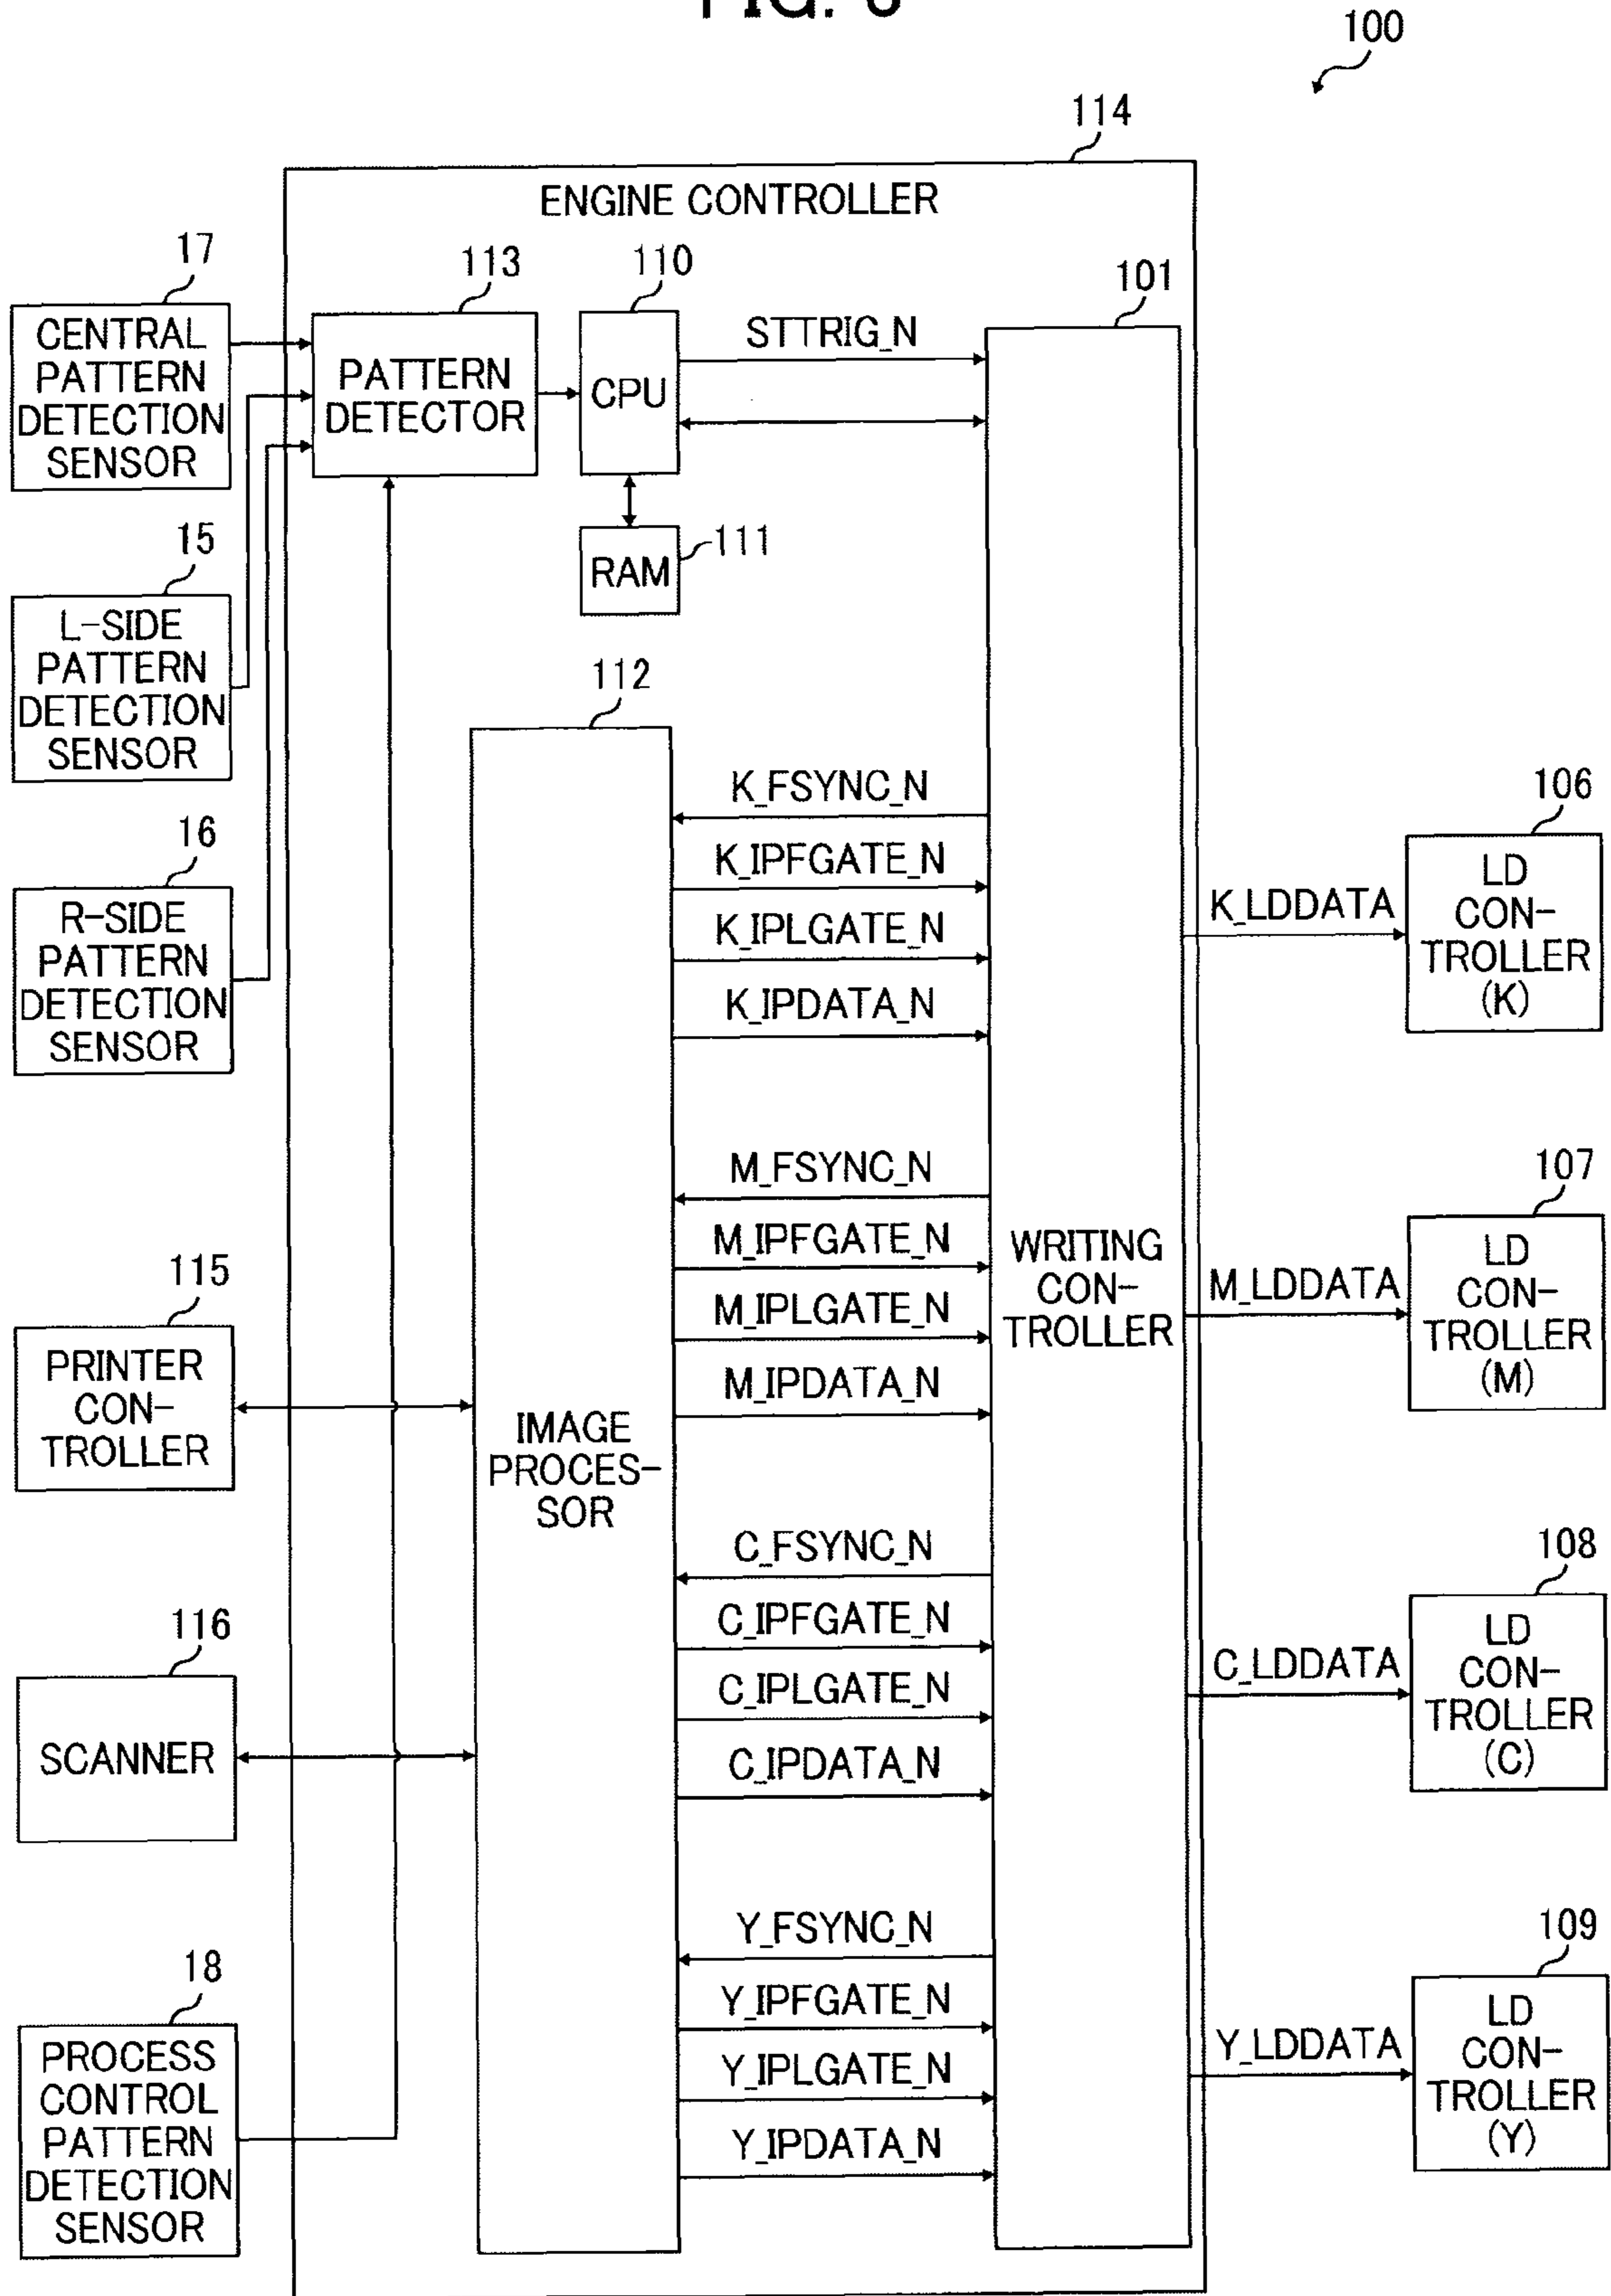 100
114
ENGINE CONTROLLER
17
CENTRAL
PATTERN
DETECTION
SENSOR
113
PATTERN
DETECTOR
110
CPU
STTRIG_N
101
111
RAM
15
L-SIDE
PATTERN
DETECTION
SENSOR
112
16
R-SIDE
PATTERN
DETECTION
SENSOR
K_FSYNC_N
K_IPFGATE_N
K_IPLGATE_N
K_IPDATA_N
K_LDDATA
106
LD
CON-
TROLLER
(K)
M_FSYNC_N
M_IPFGATE_N
M_IPLGATE_N
M_IPDATA_N
WRITING
CON-
TROLLER
M_LDDATA
107
LD
CON-
TROLLER
(M)
115
PRINTER
CON-
TROLLER
IMAGE
PROCES-
SOR
C_FSYNC_N
C_IPFGATE_N
C_IPLGATE_N
C_IPDATA_N
C_LDDATA
108
LD
CON-
TROLLER
(C)
116
SCANNER
Y_FSYNC_N
Y_IPFGATE_N
Y_IPLGATE_N
Y_IPDATA_N
Y_LDDATA
109
LD
CON-
TROLLER
(Y)
18
PROCESS
CONTROL
PATTERN
DETECTION
SENSOR